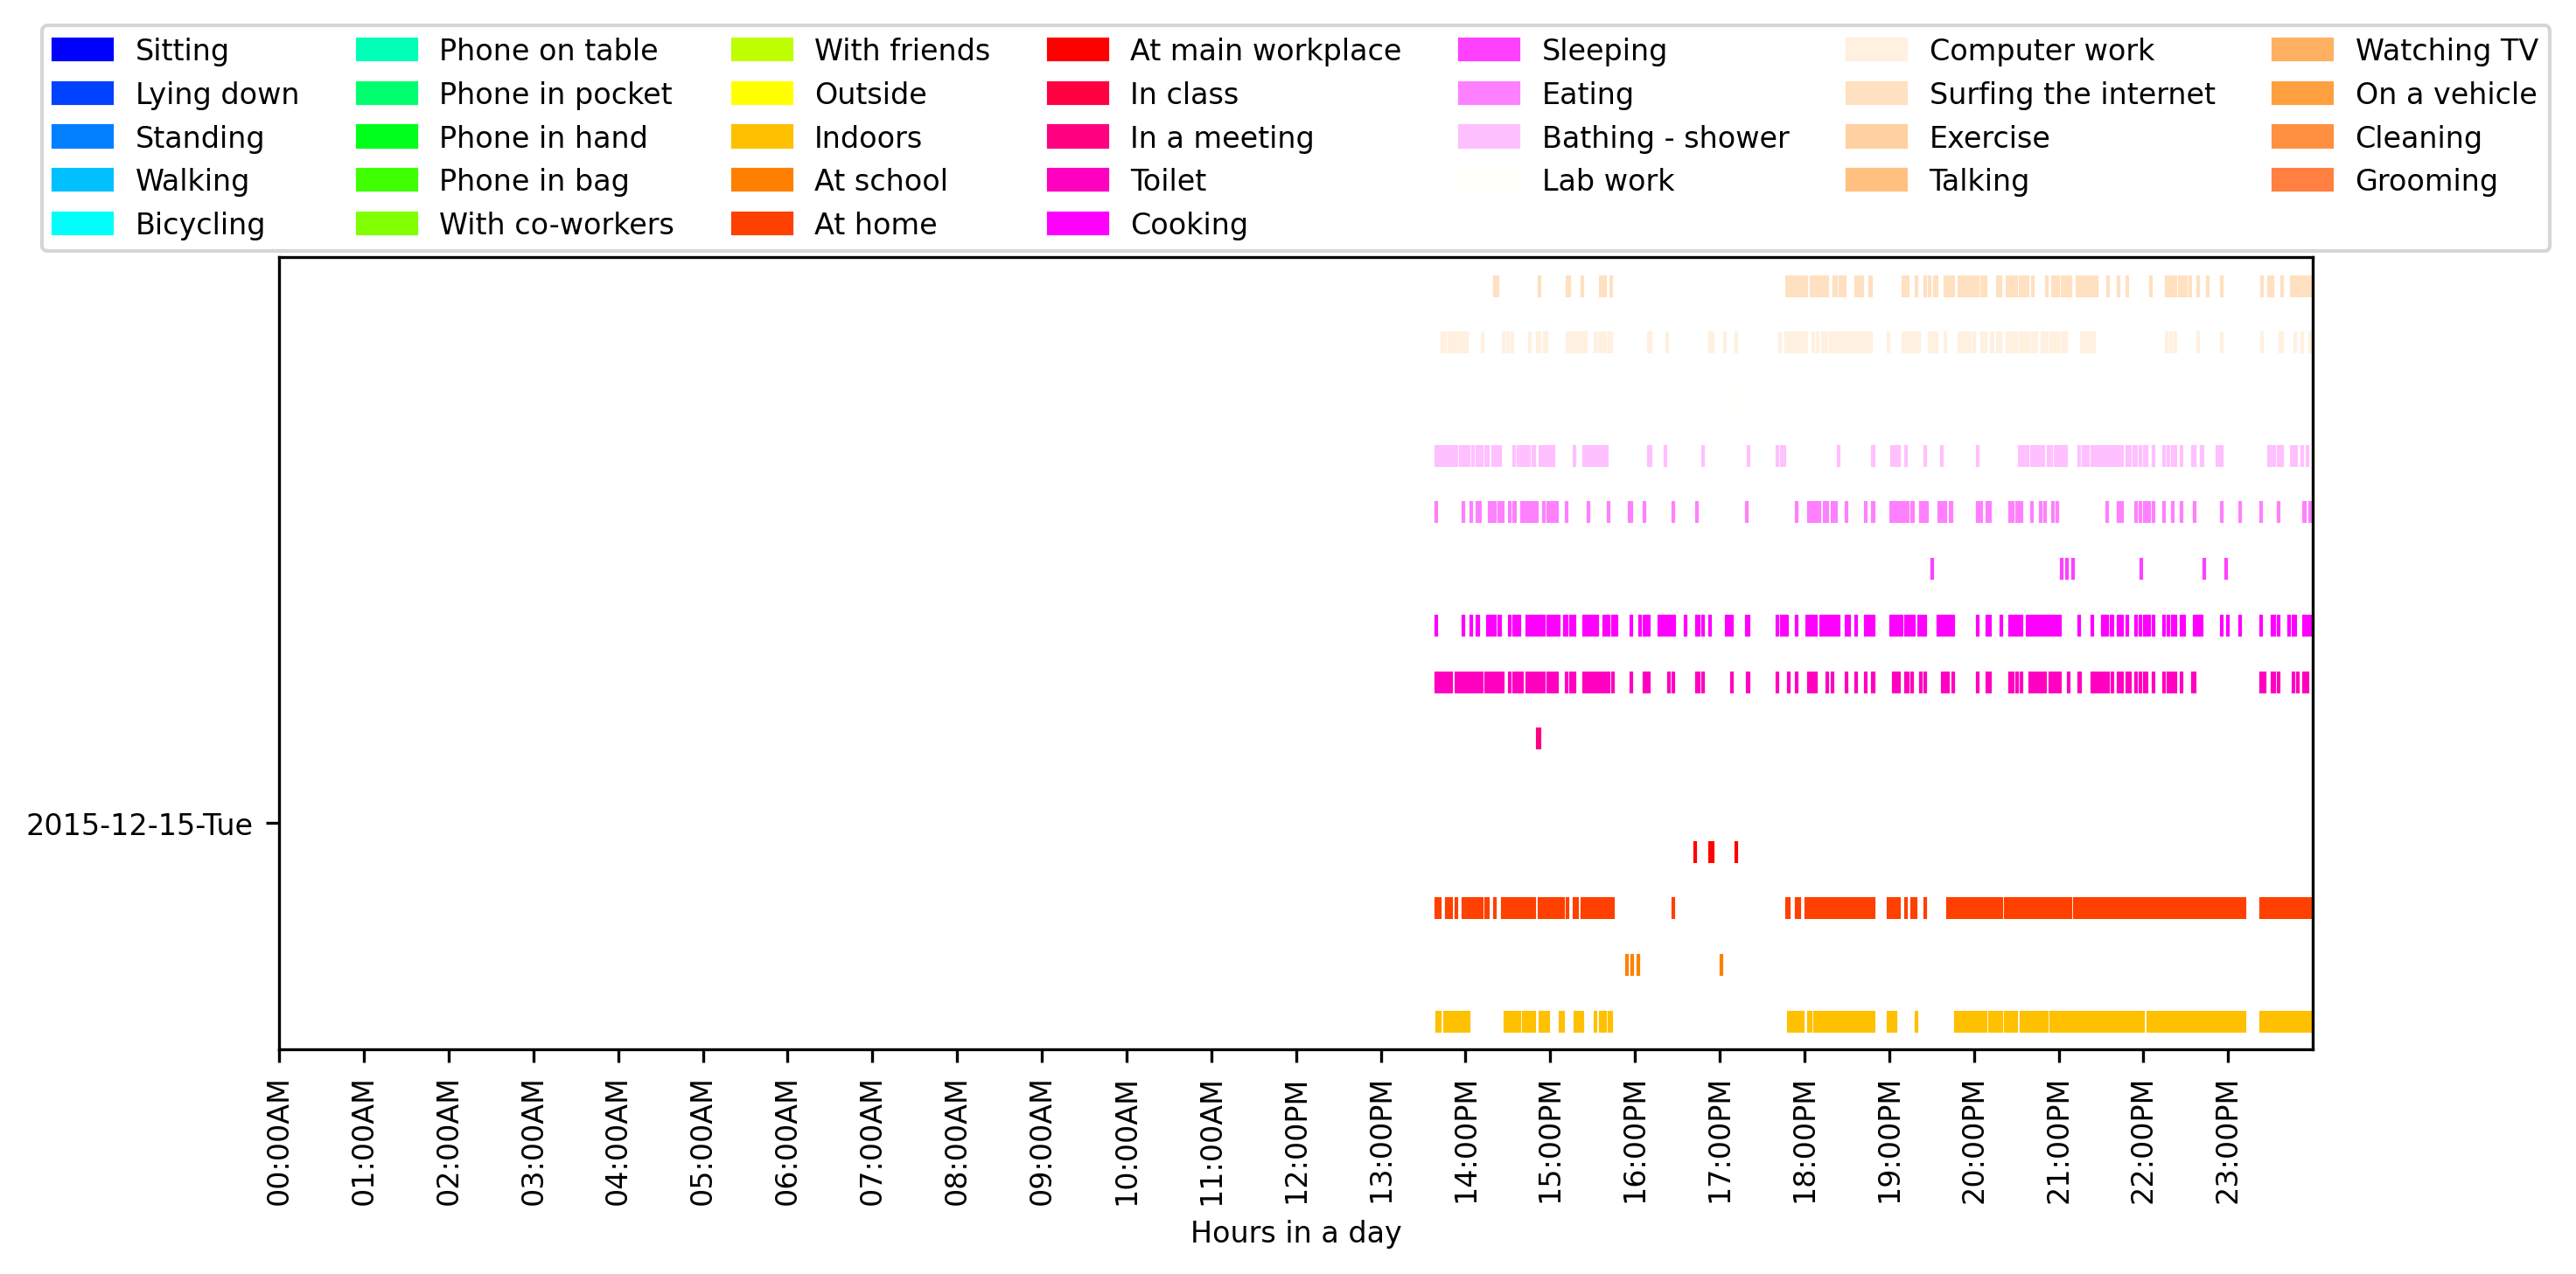 Sitting
Lying down
Standing
Walking
Bicycling
Phone on table
Phone in pocket
Phone in hand
Phone in bag
With co-workers
With friends
Outside
Indoors
At school
At home
At main workplace
In class
In a meeting
Toilet
Cooking
Sleeping
Eating
Bathing - shower
Lab work
Computer work
Surfing the internet
Exercise
Talking
Watching TV
On a vehicle
Cleaning
Grooming
2015-12-15-Tue
00:00AM
01:00AM
02:00AM
03:00AM
04:00AM
05:00AM
06:00AM
07:00AM
08:00AM
09:00AM
10:00AM
11:00AM
12:00PM
13:00PM
14:00PM
15:00PM
16:00PM
17:00PM
18:00PM
19:00PM
20:00PM
21:00PM
22:00PM
23:00PM
Hours in a day